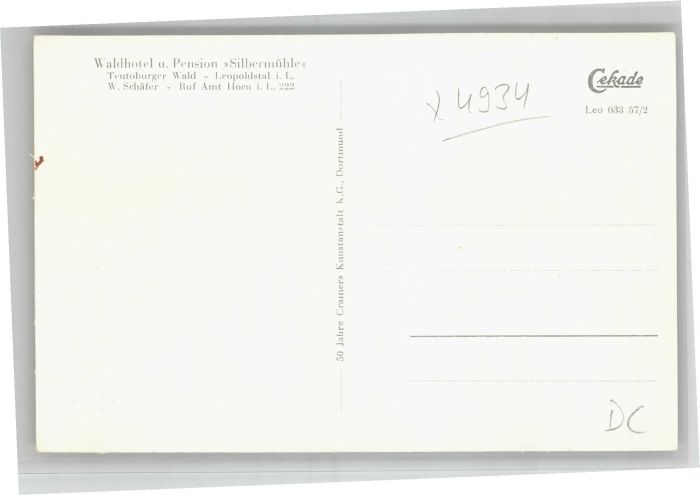 Waldhotel u. Pension »Silbermühle«
Teutoburger Wald - Leopoldstal i. L.
W. Schäfer - Ruf Amt Horn i. L. 222
50 Jahre Cramers Kunstanstalt K.G., Dortmund
x 4934
Cekade
Leo 033 57/2
DC